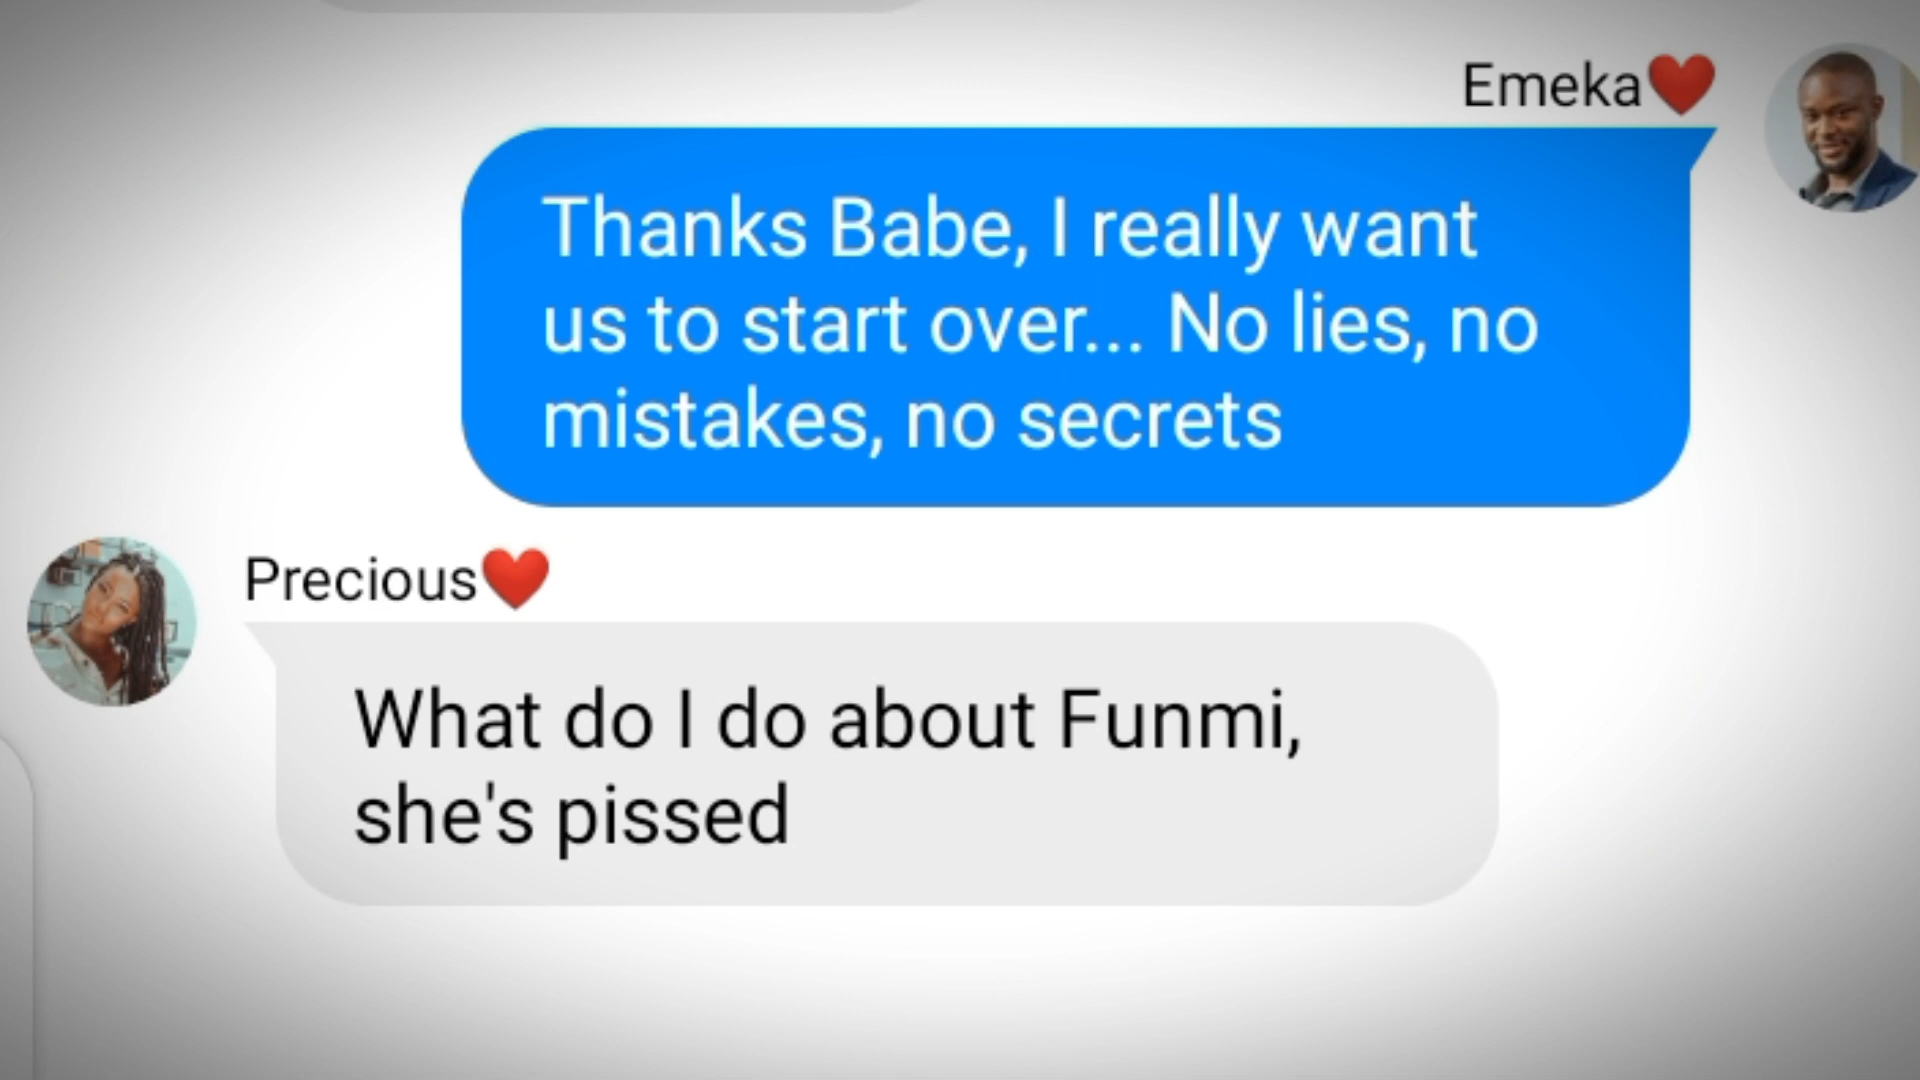 Emeka❤️
Thanks Babe, I really want
us to start over... No lies, no
mistakes, no secrets
Precious❤️
What do I do about Funmi,
she's pissed